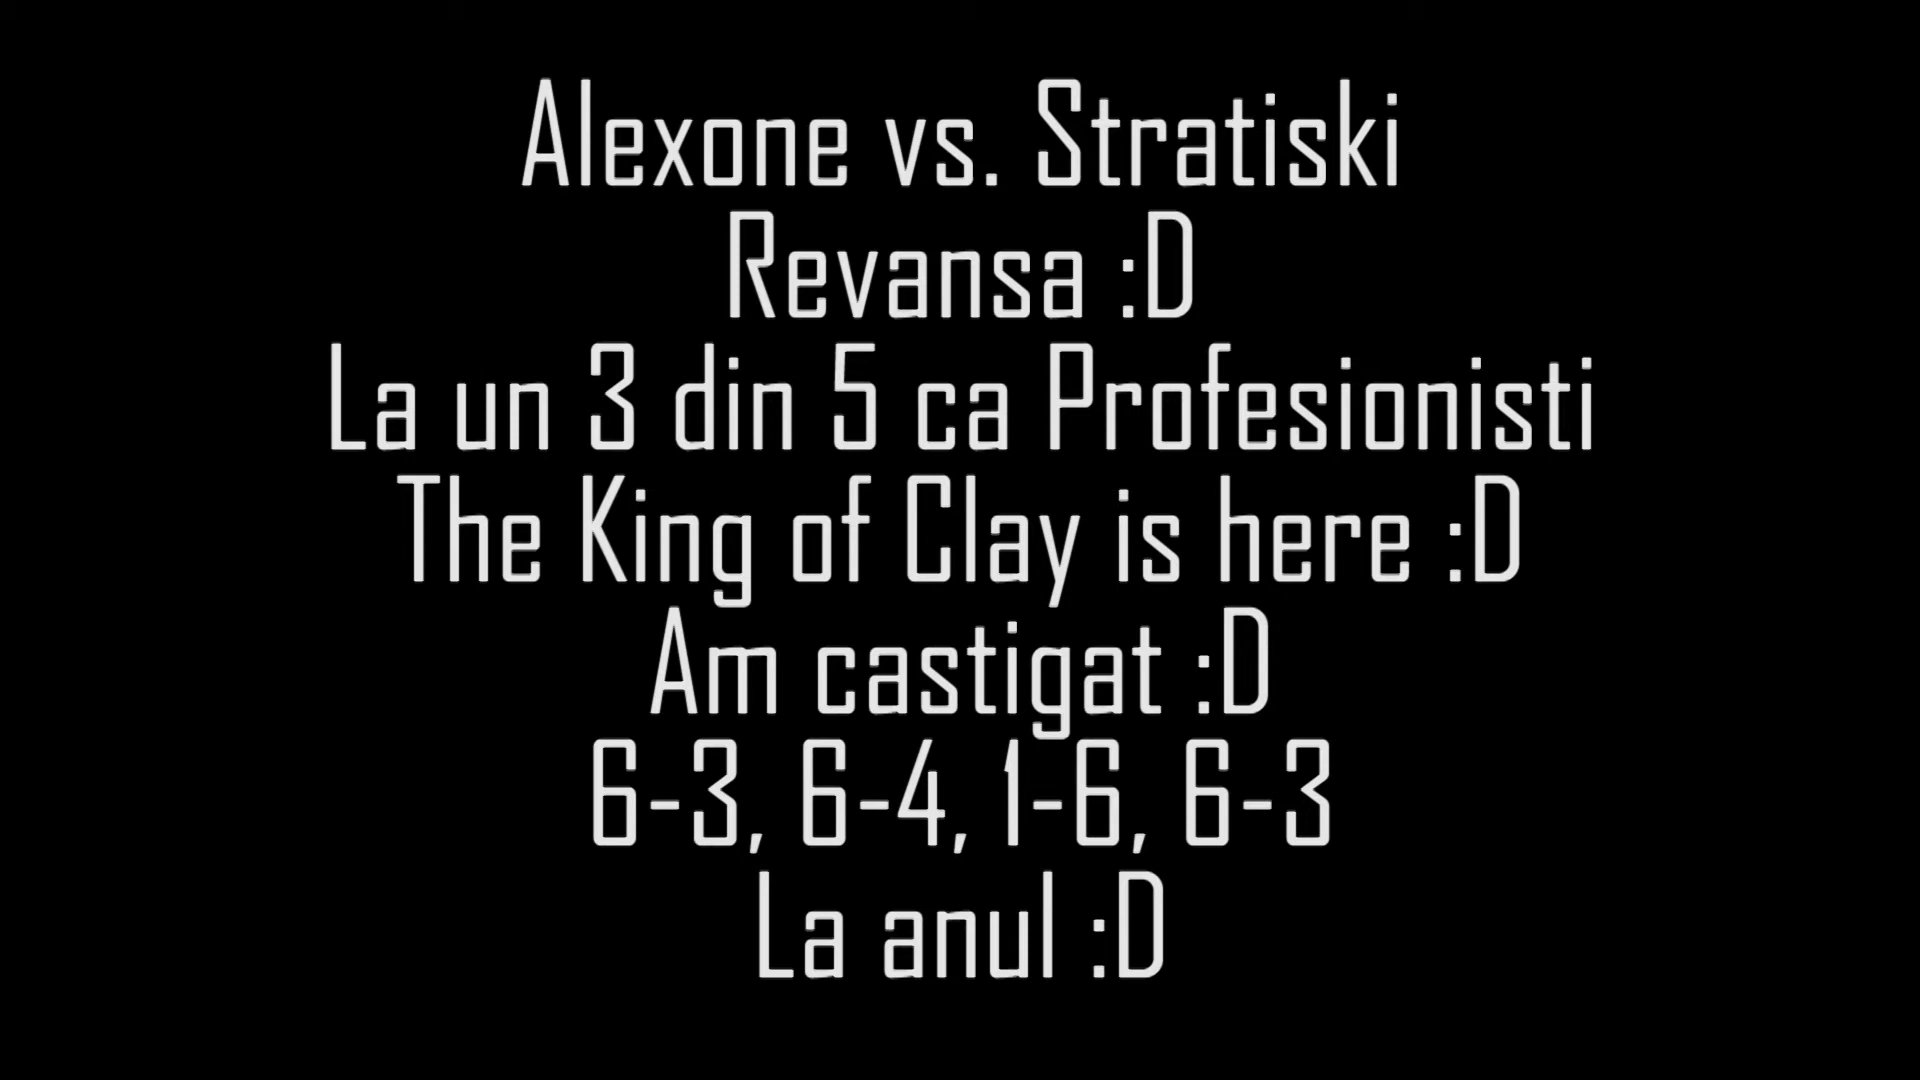 Alexone vs. Stratiski
Revansa :D
La un 3 din 5 ca Profesionisti
The King of Clay is here :D
Am castigat :D
6-3, 6-4, 1-6, 6-3
La anul :D